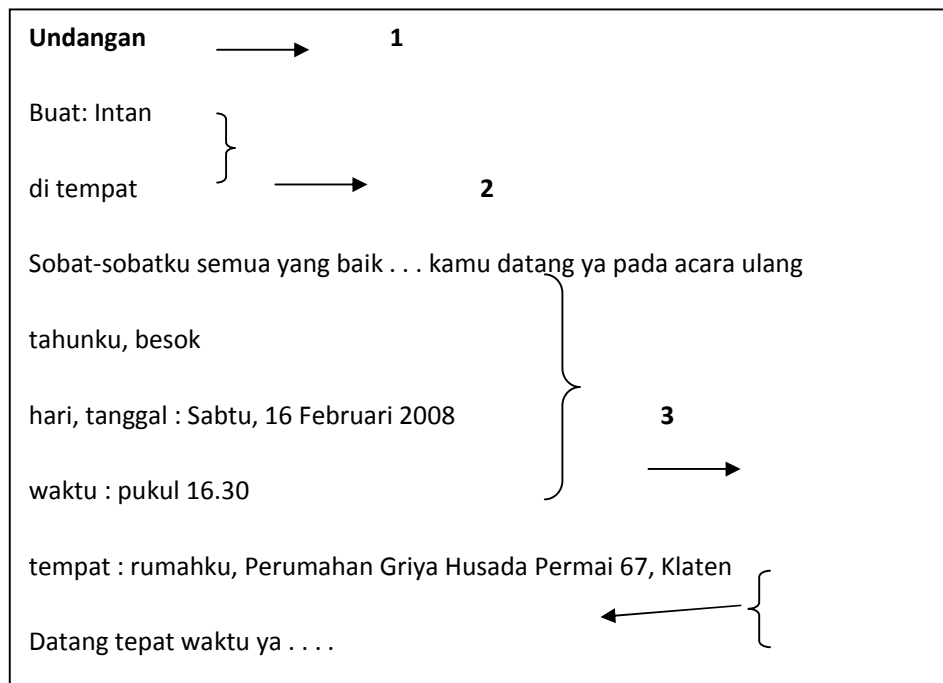 Undangan 1
Buat: Intan
di tempat 2
Sobat-sobatku semua yang baik . . . kamu datang ya pada acara ulang
tahunku, besok
hari, tanggal : Sabtu, 16 Februari 2008 3
waktu : pukul 16.30
tempat : rumahku, Perumahan Griya Husada Permai 67, Klaten
Datang tepat waktu ya . . . .